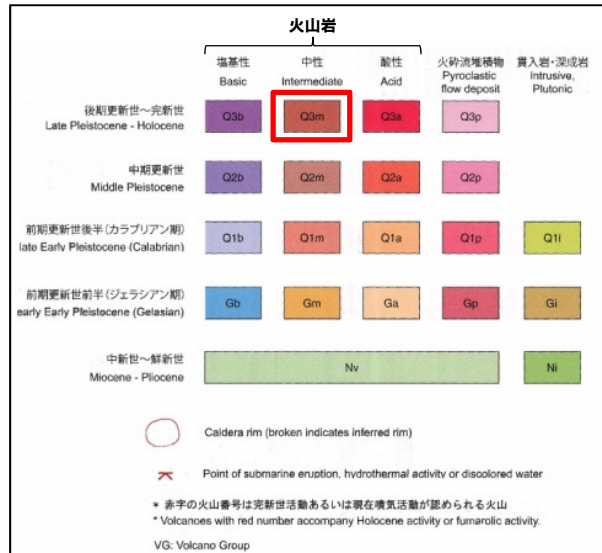 火山岩
塩基性 中性 酸性 火砕流堆積物 貫入岩・深成岩
Basic Intermediate Acid Pyroclastic flow deposit Intrusive, Plutonic
後期更新世～完新世
Late Pleistocene - Holocene
Q3b Q3m Q3a Q3p
中期更新世
Middle Pleistocene
Q2b Q2m Q2a Q2p
前期更新世後半(カラブリアン期)
late Early Pleistocene (Calabrian)
Q1b Q1m Q1a Q1p Q1i
前期更新世前半(ジェラシアン期)
early Early Pleistocene (Gelasian)
Gb Gm Ga Gp Gi
中新世～鮮新世
Miocene - Pliocene
Nv Ni
Caldera rim (broken indicates inferred rim)
Point of submarine eruption, hydrothermal activity or discolored water
* 赤字の火山番号は完新世活動あるいは現在噴気活動が認められる火山
* Volcanoes with red number accompany Holocene activity or fumarolic activity.
VG: Volcano Group